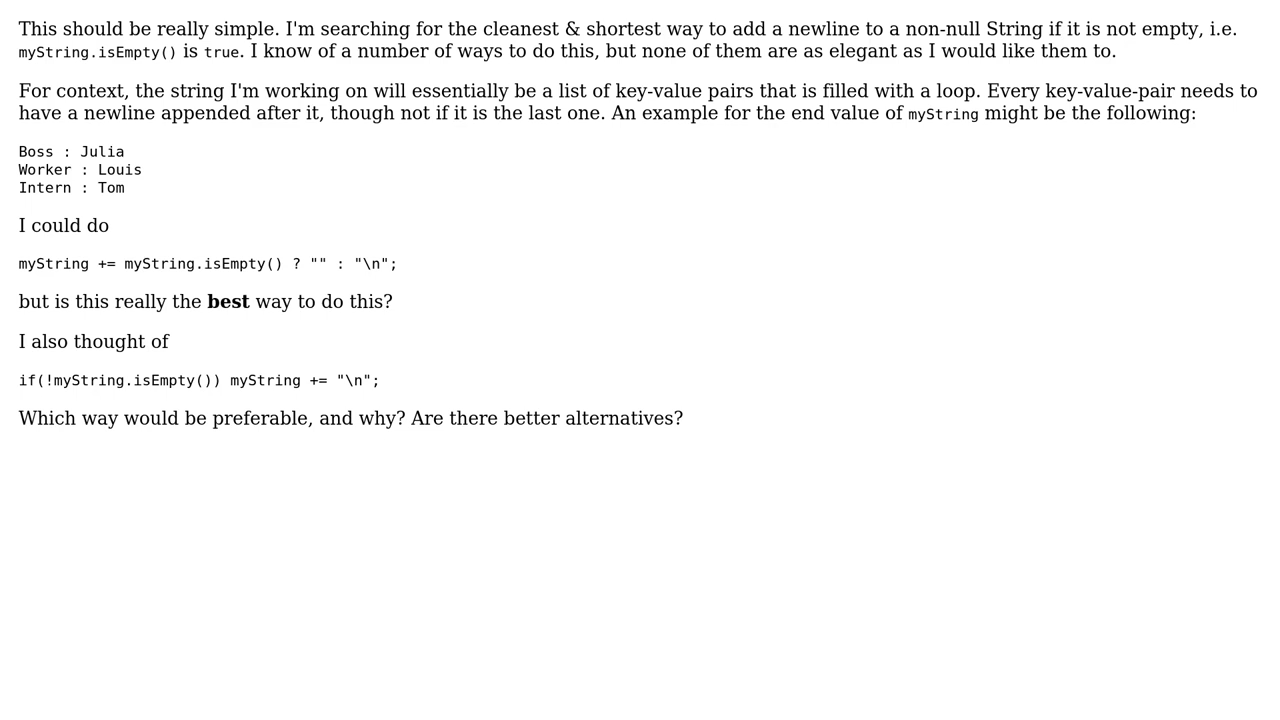 This should be really simple. I'm searching for the cleanest & shortest way to add a newline to a non-null String if it is not empty, i.e.
myString.isEmpty() is true. I know of a number of ways to do this, but none of them are as elegant as I would like them to.
For context, the string I'm working on will essentially be a list of key-value pairs that is filled with a loop. Every key-value-pair needs to
have a newline appended after it, though not if it is the last one. An example for the end value of myString might be the following:
Boss : Julia
Worker : Louis
Intern : Tom
I could do
myString += myString.isEmpty() ? "" : "\n";
but is this really the best way to do this?
I also thought of
if(!myString.isEmpty()) myString += "\n";
Which way would be preferable, and why? Are there better alternatives?